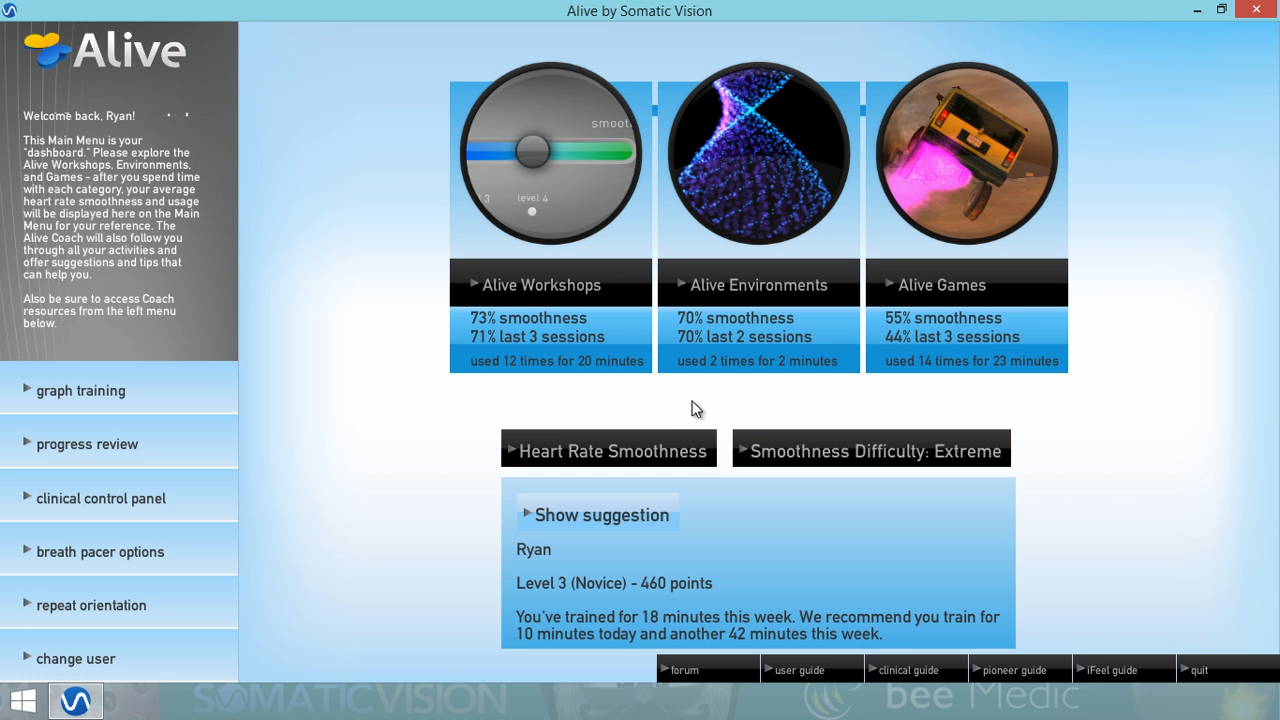 Alive by Somatic Vision
Alive
Welcome back, Ryan!
This Main Menu is your
"dashboard." Please explore the
Alive Workshops, Environments,
and Games - after you spend time
with each category, your average
heart rate smoothness and usage
will be displayed here on the Main
Menu for your reference. The
Alive Coach will also follow you
through all your activities and
offer suggestions and tips that
can help you.
Also be sure to access Coach
resources from the left menu
below.
graph training
progress review
clinical control panel
breath pacer options
repeat orientation
change user
smoot
3 level 4
Alive Workshops
73% smoothness
71% last 3 sessions
used 12 times for 20 minutes
Alive Environments
70% smoothness
70% last 2 sessions
used 2 times for 2 minutes
Alive Games
55% smoothness
44% last 3 sessions
used 14 times for 23 minutes
Heart Rate Smoothness
Smoothness Difficulty: Extreme
Show suggestion
Ryan
Level 3 (Novice) - 460 points
You've trained for 18 minutes this week. We recommend you train for
10 minutes today and another 42 minutes this week.
forum
user guide
clinical guide
pioneer guide
iFeel guide
quit
SOMATICVISION
bee Medic